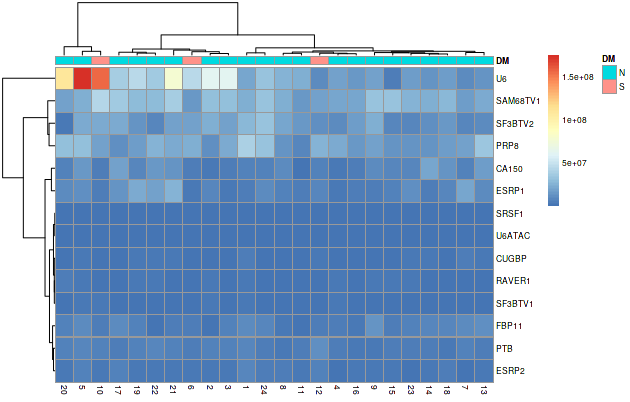 DM
U6
SAM68TV1
SF3BTV2
PRP8
CA150
ESRP1
SRSF1
U6ATAC
CUGBP
RAVER1
SF3BTV1
FBP11
PTB
ESRP2
20 5 10 17 19 22 21 6 2 3 1 24 8 11 12 4 16 9 15 23 14 18 7 13
1.5e+08
1e+08
5e+07
DM
N
S